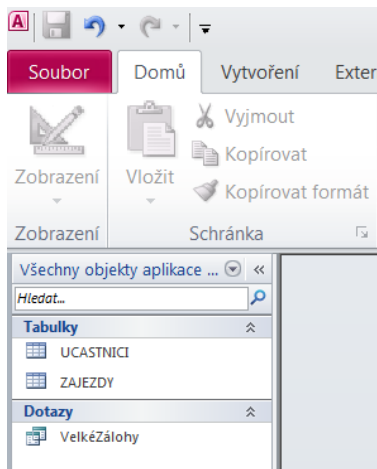 A
Soubor Domů Vytvoření Exter
Vyjmout
Kopírovat
Zobrazení Vložit Kopírovat formát
Zobrazení Schránka
Všechny objekty aplikace ... «
Hledat...
Tabulky
UCASTNICI
ZAJEZDY
Dotazy
VelkéZálohy